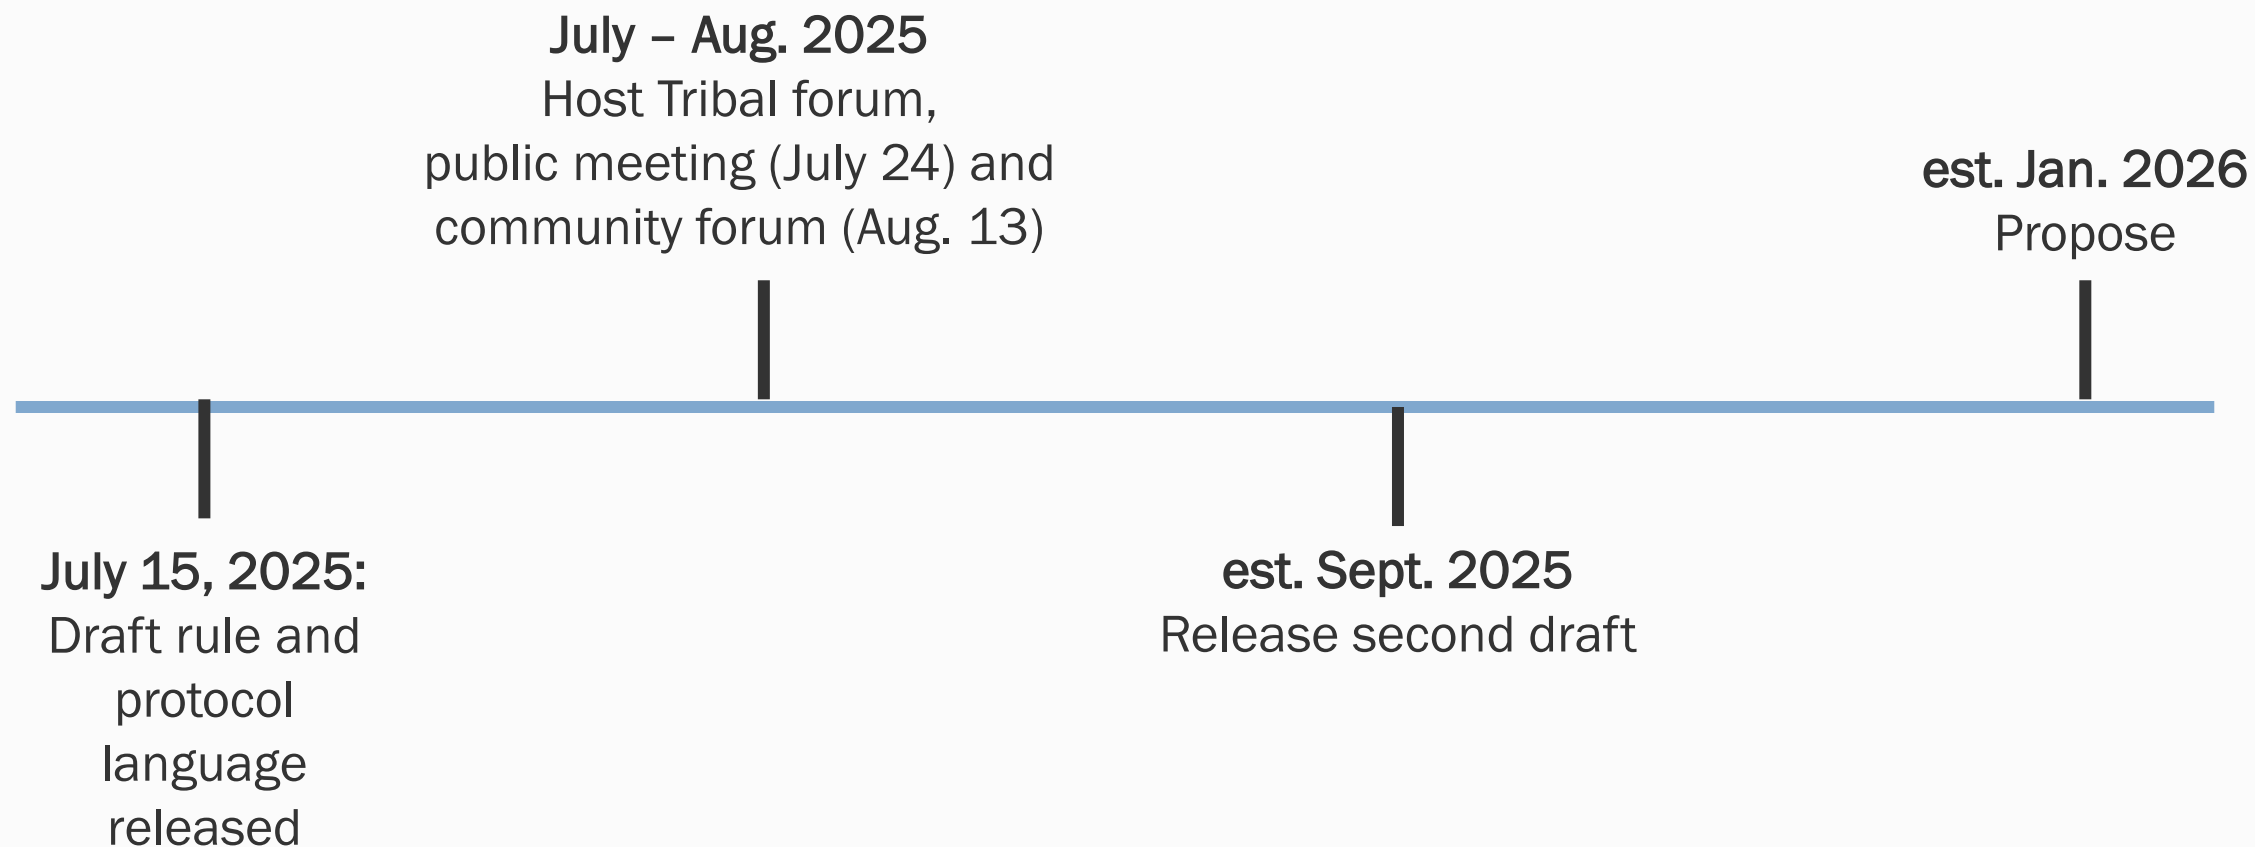 July – Aug. 2025
Host Tribal forum,
public meeting (July 24) and
community forum (Aug. 13)
est. Jan. 2026
Propose
July 15, 2025:
Draft rule and
protocol
language
released
est. Sept. 2025
Release second draft